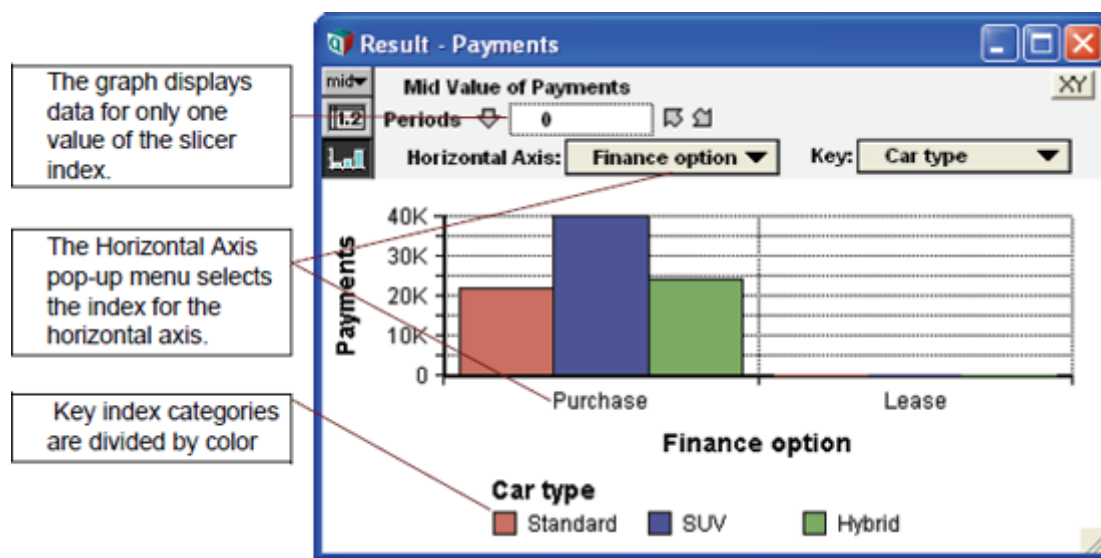 The graph displays
data for only one
value of the slicer
index.
The Horizontal Axis
pop-up menu selects
the index for the
horizontal axis.
Key index categories
are divided by color
Result - Payments
mid
Mid Value of Payments
XY
1.2
Periods
0
Horizontal Axis:
Finance option
Key:
Car type
Payments
40K
30K
20K
10K
0
Purchase
Lease
Finance option
Car type
Standard
SUV
Hybrid